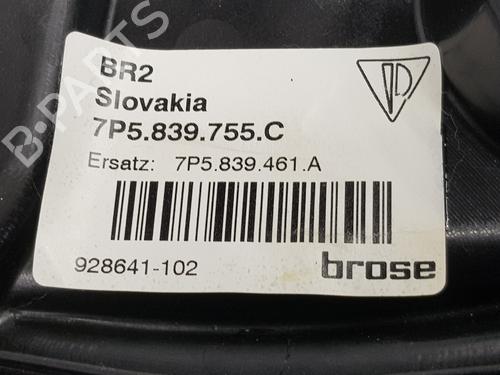 BR2
Slovakia
7P5.839.755.C
Ersatz: 7P5.839.461.A
928641-102
brose
B-PARTS